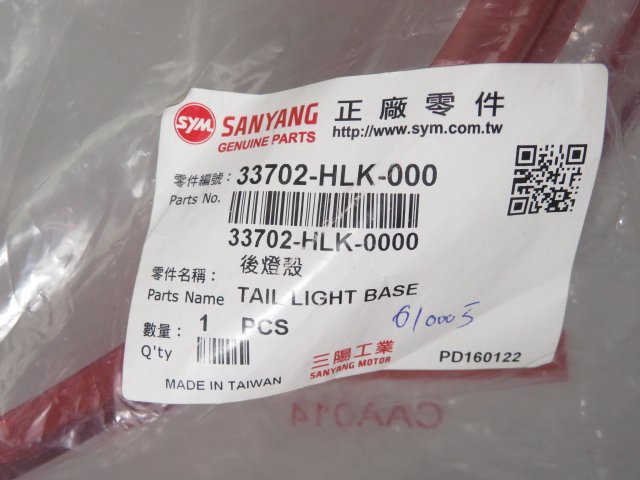 SYM SANYANG 正廠零件
GENUINE PARTS http://www.sym.com.tw
零件編號: 33702-HLK-000
Parts No.
33702-HLK-0000
後燈殼
零件名稱:
Parts Name TAIL LIGHT BASE
數量: 1 PCS
Q'ty
三陽工業
SANYANG MOTOR
PD160122
MADE IN TAIWAN
CAA014